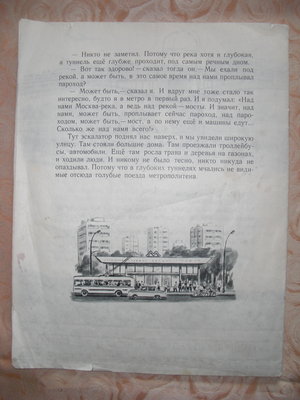 — Никто не заметил. Потому что река хотя и глубокая,
а туннель ещё глубже проходит, под самым речным дном.
— Вот так здорово! — сказал тогда он. — Мы ехали под
рекой, а может быть, в это самое время над нами проплывал
пароход?
— Может быть, — сказал я. И вдруг мне тоже стало так
интересно, будто я в метро в первый раз. И я подумал: «Над
нами Москва-река, а ведь над рекой — мосты. И значит, над
нами, может быть, проплывает сейчас пароход, над паро-
ходом, может быть, — мост, а по нему ещё и машины едут...
Сколько же над нами всего!»
Тут эскалатор поднял нас наверх, и мы увидели широкую
улицу. Там стояли большие дома. Там проезжали троллейбу-
сы, автомобили. Ещё там росла трава и деревья на газонах,
и ходили люди. И никому не было тесно, никто никуда не
опаздывал. Потому что в глубоких туннелях мчались не види-
мые отсюда голубые поезда метрополитена